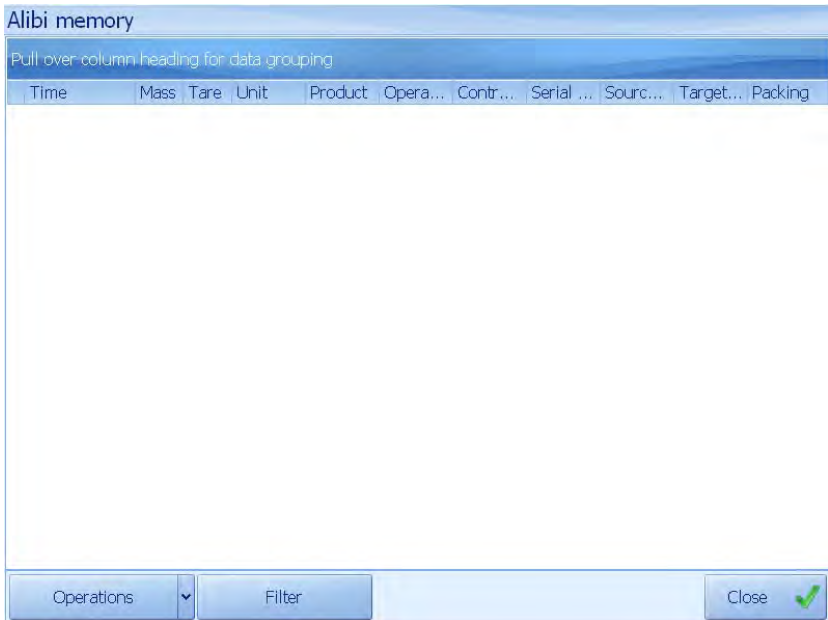 Alibi memory
Pull over column heading for data grouping
Time Mass Tare Unit Product Opera... Contr... Serial ... Sourc... Target... Packing
Operations Filter Close